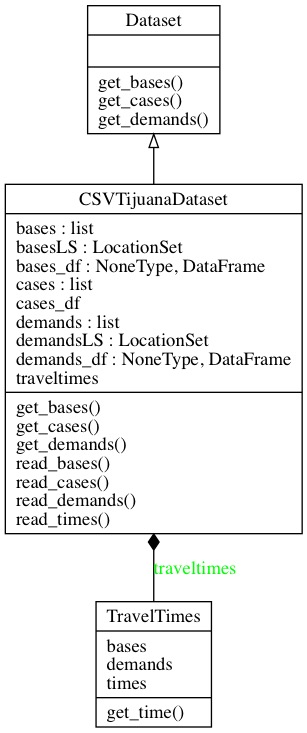 Dataset
get_bases()
get_cases()
get_demands()
CSVTijuanaDataset
bases : list
basesLS : LocationSet
bases_df : NoneType, DataFrame
cases : list
cases_df
demands : list
demandsLS : LocationSet
demands_df : NoneType, DataFrame
traveltimes
get_bases()
get_cases()
get_demands()
read_bases()
read_cases()
read_demands()
read_times()
traveltimes
TravelTimes
bases
demands
times
get_time()